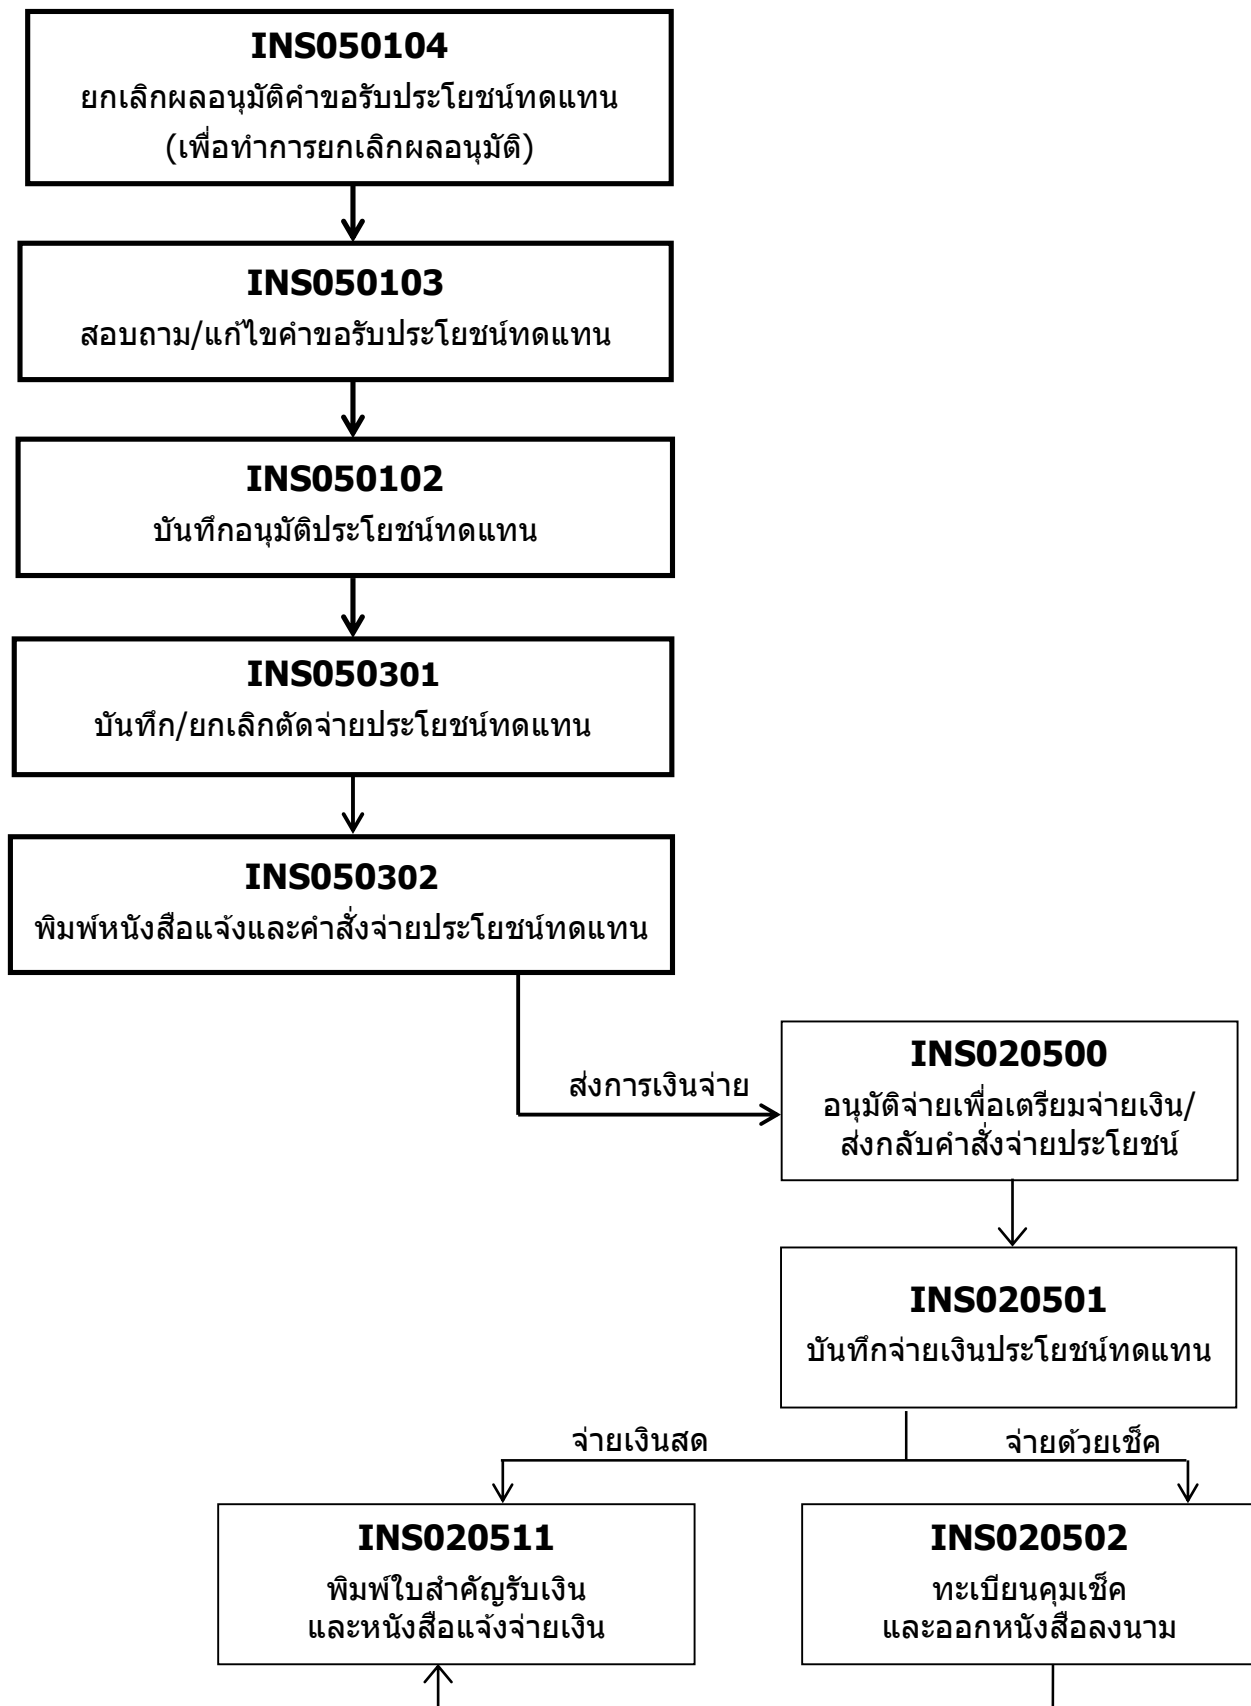 INS050104
ยกเลิกผลอนุมัติคำขอรับประโยชน์ทดแทน
(เพื่อทำการยกเลิกผลอนุมัติ)
INS050103
สอบถาม/แก้ไขคำขอรับประโยชน์ทดแทน
INS050102
บันทึกอนุมัติประโยชน์ทดแทน
INS050301
บันทึก/ยกเลิกตัดจ่ายประโยชน์ทดแทน
INS050302
พิมพ์หนังสือแจ้งและคำสั่งจ่ายประโยชน์ทดแทน
ส่งการเงินจ่าย
INS020500
อนุมัติจ่ายเพื่อเตรียมจ่ายเงิน/
ส่งกลับคำสั่งจ่ายประโยชน์
INS020501
บันทึกจ่ายเงินประโยชน์ทดแทน
จ่ายเงินสด
จ่ายด้วยเช็ค
INS020511
พิมพ์ใบสำคัญรับเงิน
และหนังสือแจ้งจ่ายเงิน
INS020502
ทะเบียนคุมเช็ค
และออกหนังสือลงนาม